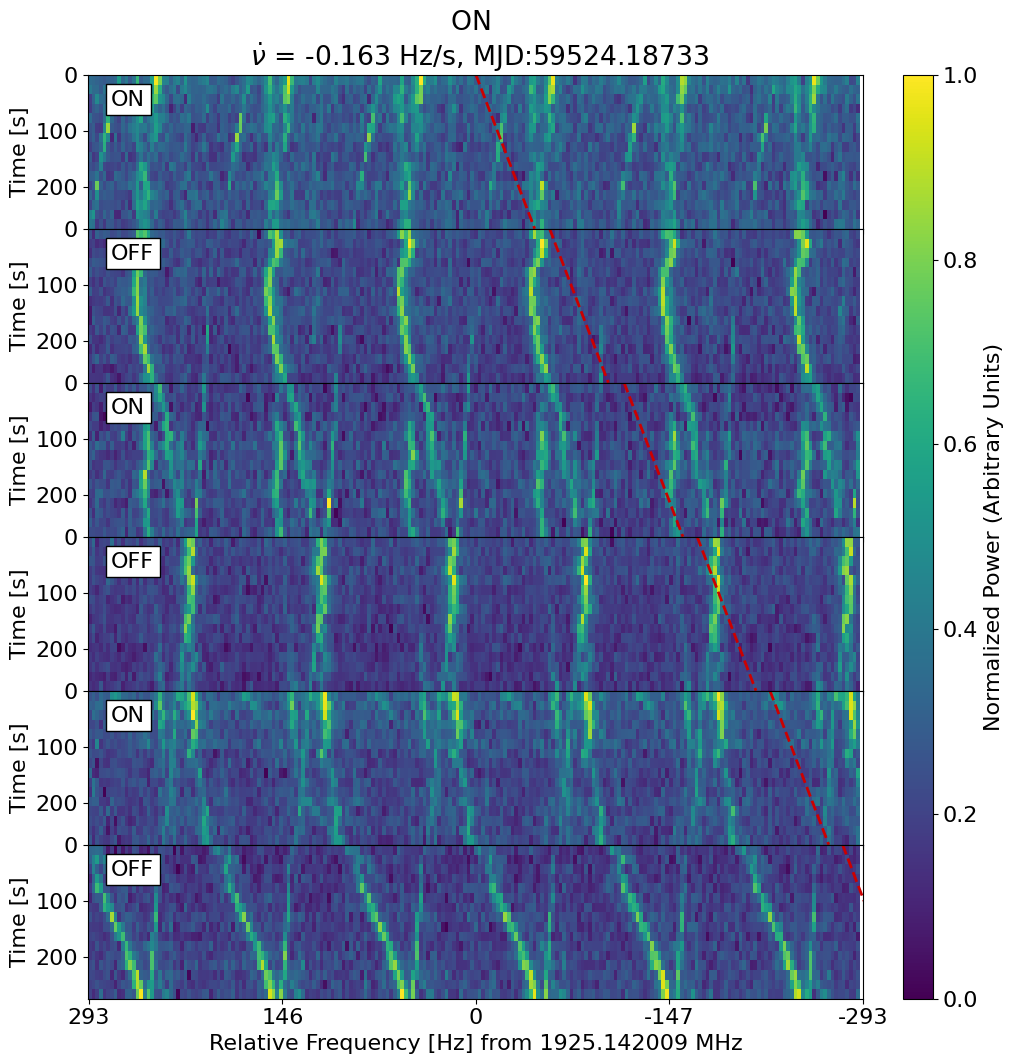 ON
ν̇ = -0.163 Hz/s, MJD:59524.18733
0
ON
Time [s]
100
200
0
OFF
Time [s]
100
200
0
ON
Time [s]
100
200
0
OFF
Time [s]
100
200
0
ON
Time [s]
100
200
0
OFF
Time [s]
100
200
293 146 0 -147 -293
Relative Frequency [Hz] from 1925.142009 MHz
1.0
0.8
0.6
0.4
0.2
0.0
Normalized Power (Arbitrary Units)